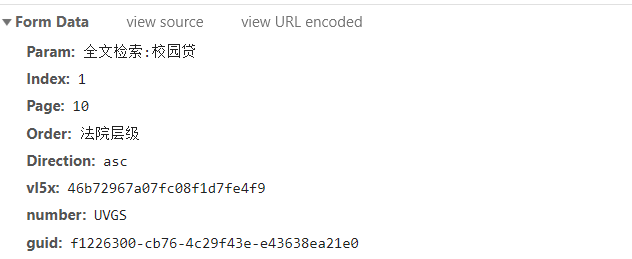 Form Data view source view URL encoded
Param: 全文检索:校园贷
Index: 1
Page: 10
Order: 法院层级
Direction: asc
vl5x: 46b72967a07fc08f1d7fe4f9
number: UVGS
guid: f1226300-cb76-4c29f43e-e43638ea21e0